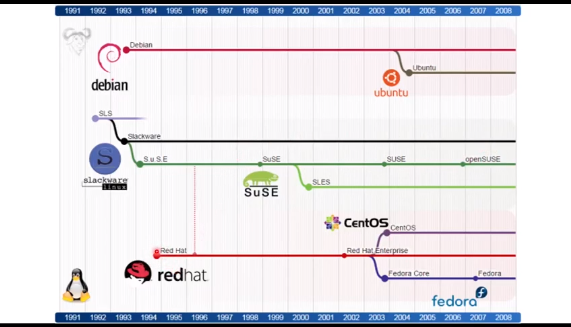 1991 1992 1993 1994 1995 1996 1997 1998 1999 2000 2001 2002 2003 2004 2005 2006 2007 2008
Debian
debian
Ubuntu
ubuntu
SLS
Slackware
slackware
linux
S.u.S.E
SuSE
SUSE
openSUSE
SuSE
SLES
CentOS
CentOS
Red Hat
Red Hat Enterprise
redhat
Fedora Core
Fedora
fedora
1991 1992 1993 1994 1995 1996 1997 1998 1999 2000 2001 2002 2003 2004 2005 2006 2007 2008